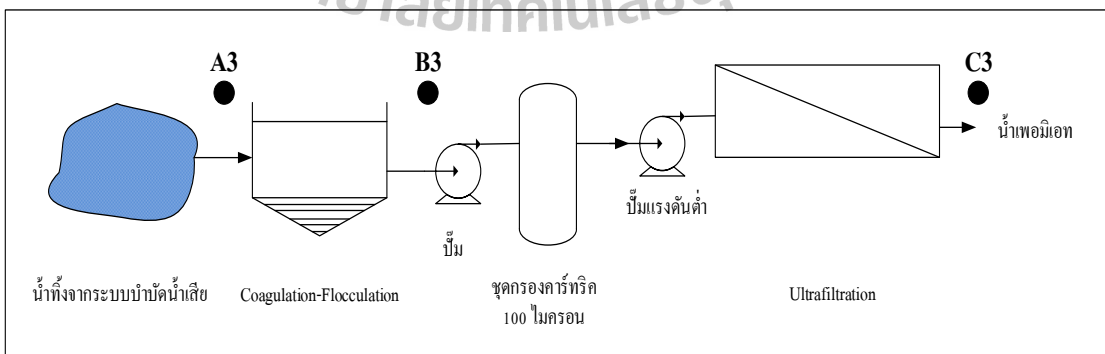 A3
B3
C3
น้ำเพอมิเอท
ปั๊มแรงดันต่ำ
ปั๊ม
น้ำทิ้งจากระบบบำบัดน้ำเสีย
Coagulation-Flocculation
ชุดกรองคาร์ทริค
100 ไมครอน
Ultrafiltration